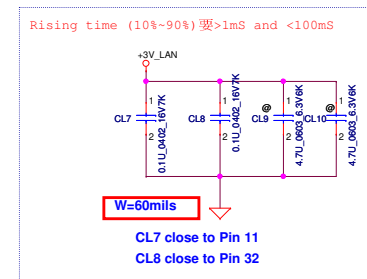 Rising time (10%~90%)要>1mS and <100mS
+3V_LAN
CL7
1
2
0.1U_0402_16V7K
CL8
1
2
0.1U_0402_16V7K
@
CL9
1
2
4.7U_0603_6.3V6K
@
CL10
1
2
4.7U_0603_6.3V6K
W=60mils
CL7 close to Pin 11
CL8 close to Pin 32